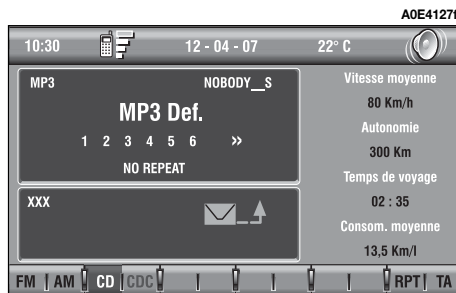 A0E4127f
10:30 12 - 04 - 07 22° C
MP3 NOBODY__S
MP3 Def.
1 2 3 4 5 6 »
NO REPEAT
XXX
Vitesse moyenne
80 Km/h
Autonomie
300 Km
Temps de voyage
02 : 35
Consom. moyenne
13,5 Km/l
FM AM CD CDC RPT TA